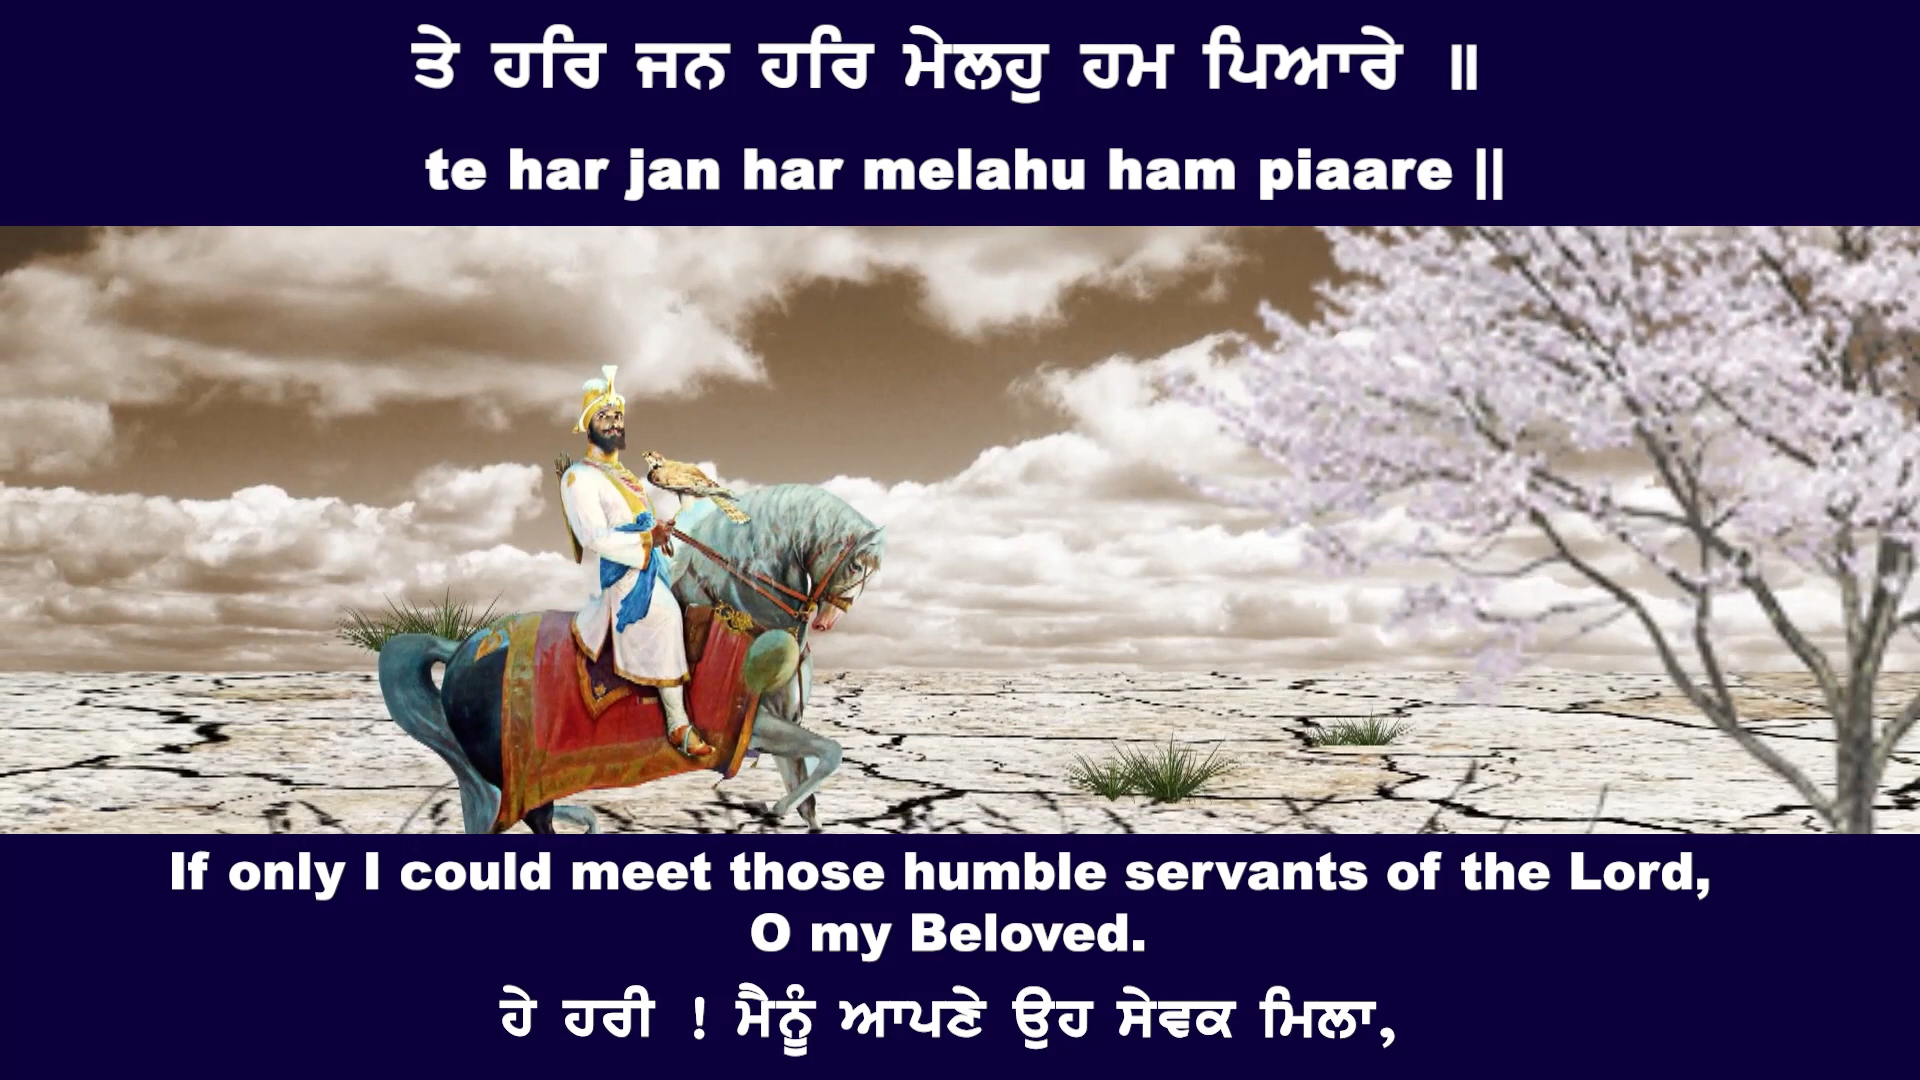 ਤੇ ਹਰਿ ਜਨ ਹਰਿ ਮੇਲਹੁ ਹਮ ਪਿਆਰੇ ॥
te har jan har melahu ham piaare ||
If only I could meet those humble servants of the Lord,
O my Beloved.
ਹੇ ਹਰੀ ! ਮੈਨੂੰ ਆਪਣੇ ਉਹ ਸੇਵਕ ਮਿਲਾ,